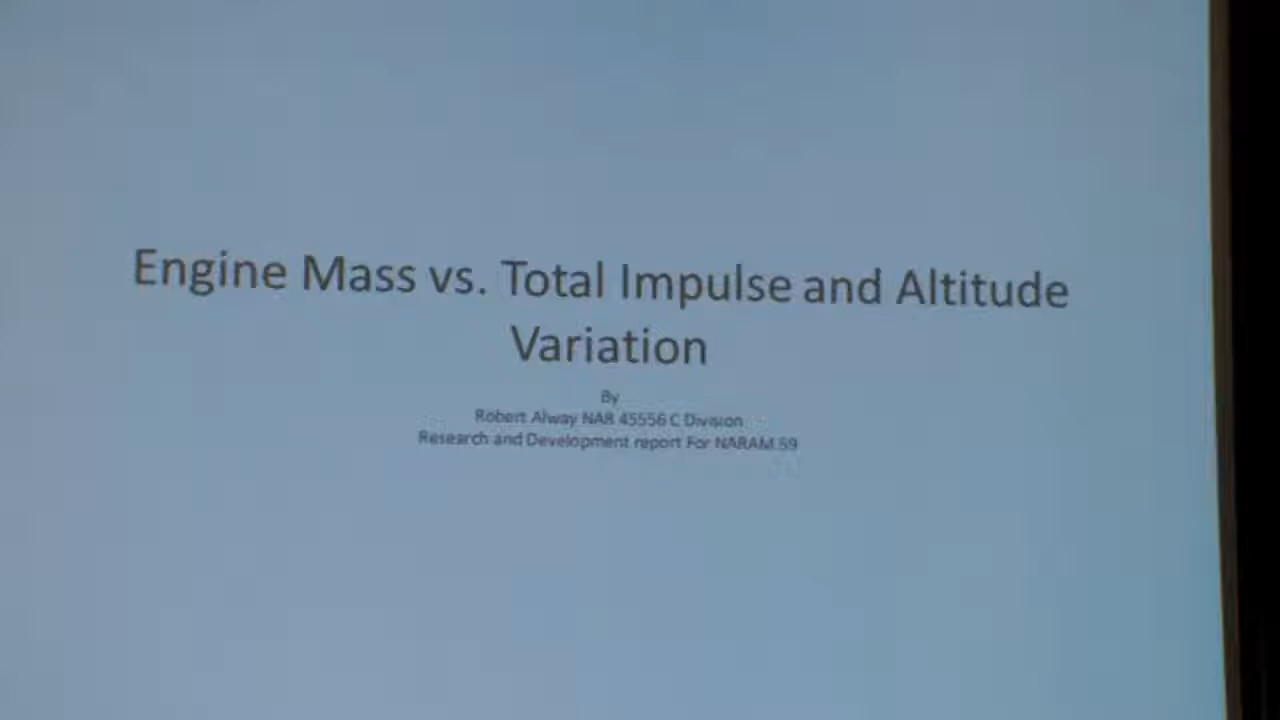 Engine Mass vs. Total Impulse and Altitude
Variation
By
Robert Alway NAR 45556 C Division
Research and Development report For NARAM 59